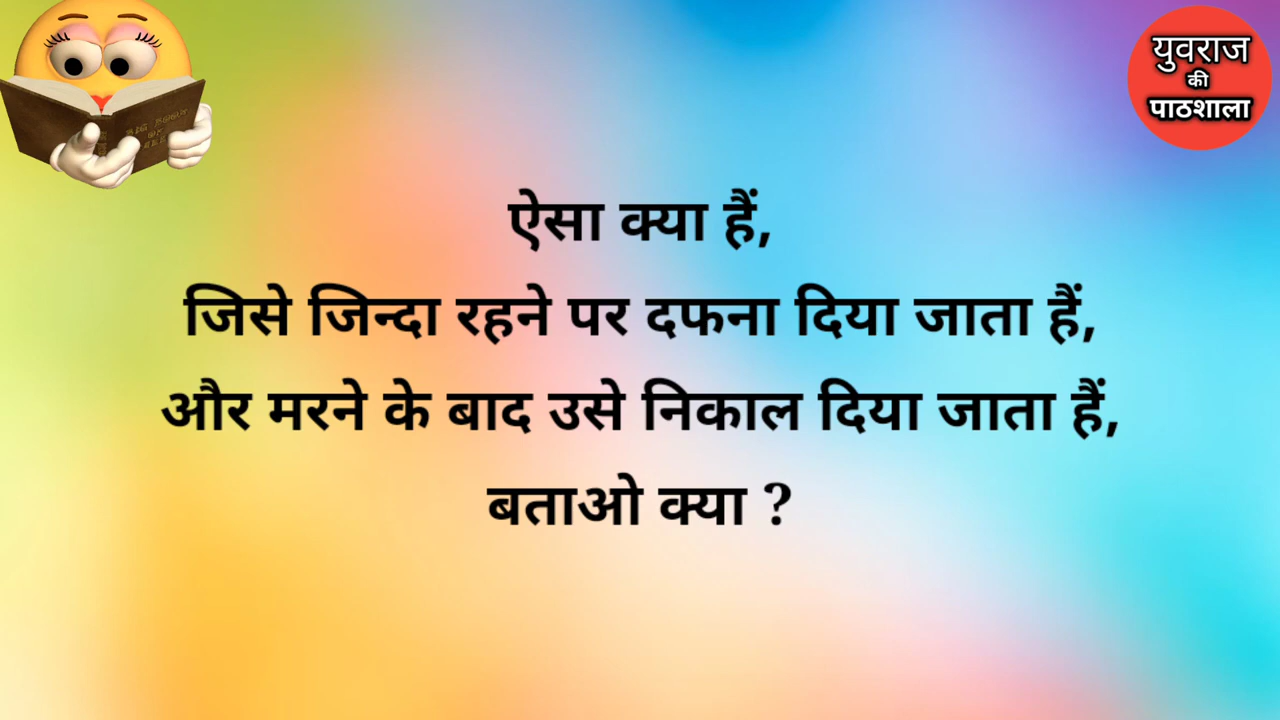 युवराज
की
पाठशाला
ऐसा क्या हैं,
जिसे जिन्दा रहने पर दफना दिया जाता हैं,
और मरने के बाद उसे निकाल दिया जाता हैं,
बताओ क्या ?